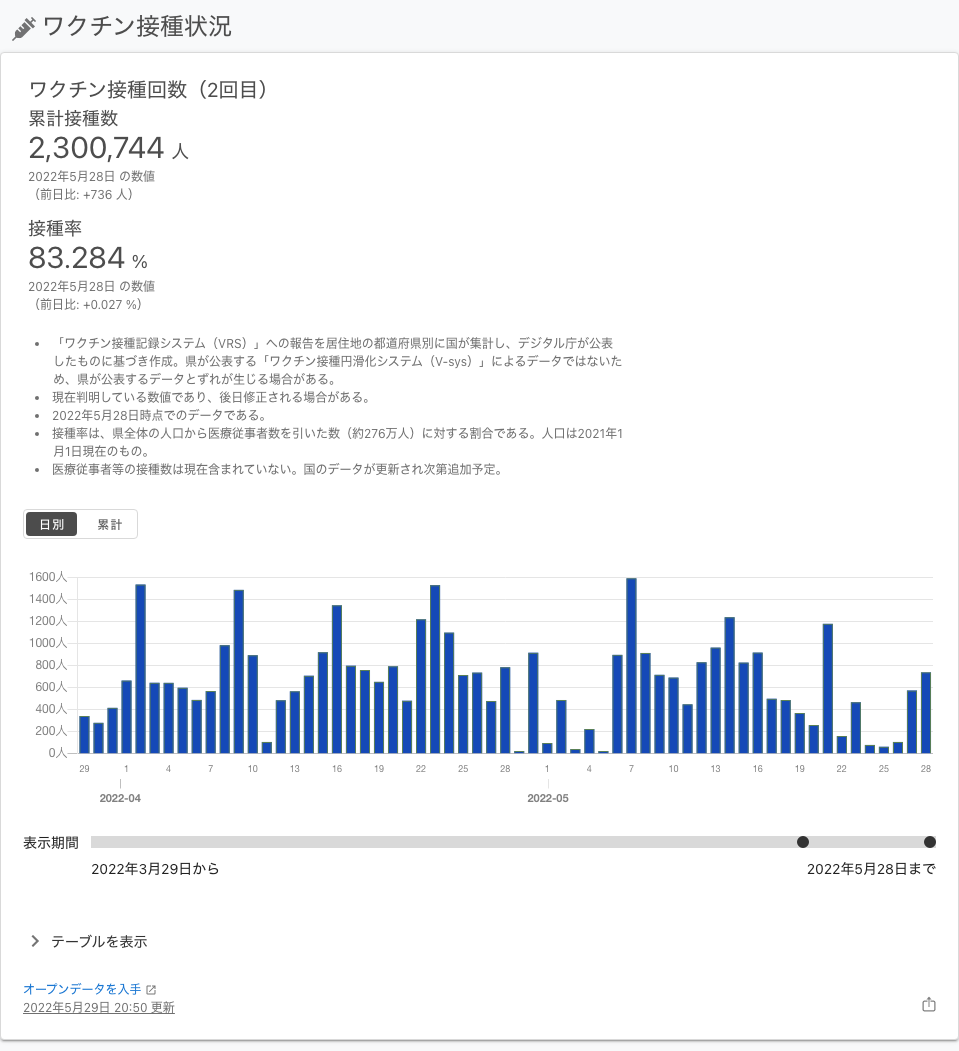 ワクチン接種状況
ワクチン接種回数（2回目）
累計接種数
2,300,744 人
2022年5月28日 の数値
（前日比: +736 人）
接種率
83.284 %
2022年5月28日 の数値
（前日比: +0.027 %）
• 「ワクチン接種記録システム（VRS）」への報告を居住地の都道府県別に国が集計し、デジタル庁が公表
したものに基づき作成。県が公表する「ワクチン接種円滑化システム（V-sys）」によるデータではないた
め、県が公表するデータとずれが生じる場合がある。
• 現在判明している数値であり、後日修正される場合がある。
• 2022年5月28日時点でのデータである。
• 接種率は、県全体の人口から医療従事者数を引いた数（約276万人）に対する割合である。人口は2021年1
月1日現在のもの。
• 医療従事者等の接種数は現在含まれていない。国のデータが更新され次第追加予定。
日別 累計
1600人
1400人
1200人
1000人
800人
600人
400人
200人
0人
29 1 4 7 10 13 16 19 22 25 28 1 4 7 10 13 16 19 22 25 28
2022-04 2022-05
表示期間
2022年3月29日から 2022年5月28日まで
テーブルを表示
オープンデータを入手
2022年5月29日 20:50 更新